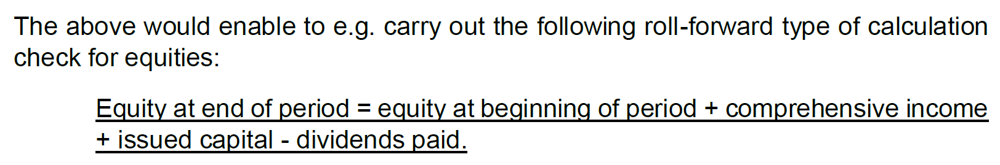 The above would enable to e.g. carry out the following roll-forward type of calculation
check for equities:
Equity at end of period = equity at beginning of period + comprehensive income
+ issued capital - dividends paid.